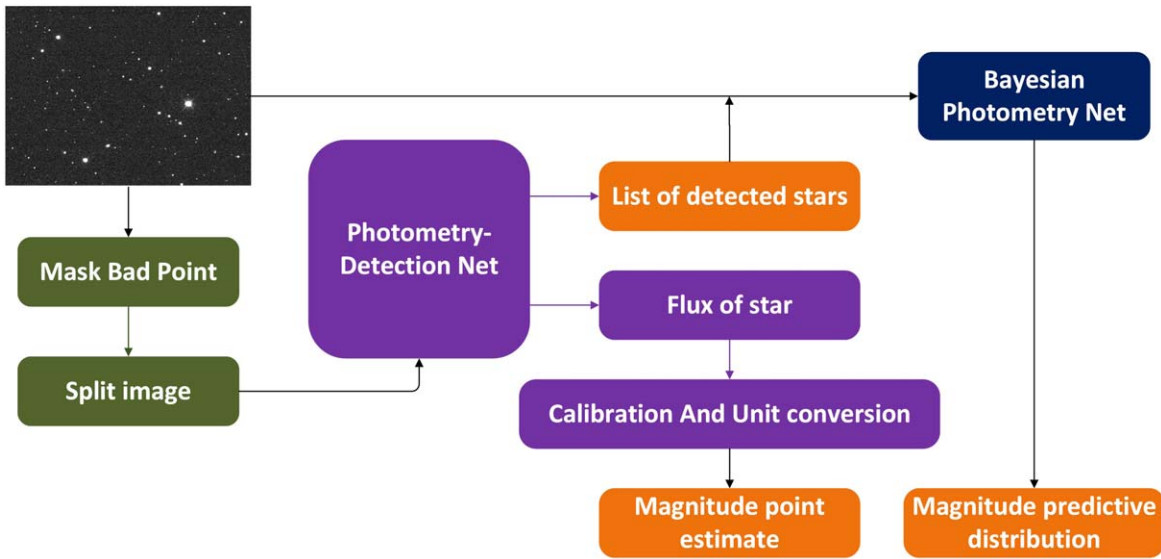 Bayesian
Photometry Net
List of detected stars
Photometry-
Detection Net
Mask Bad Point
Flux of star
Split image
Calibration And Unit conversion
Magnitude point
estimate
Magnitude predictive
distribution